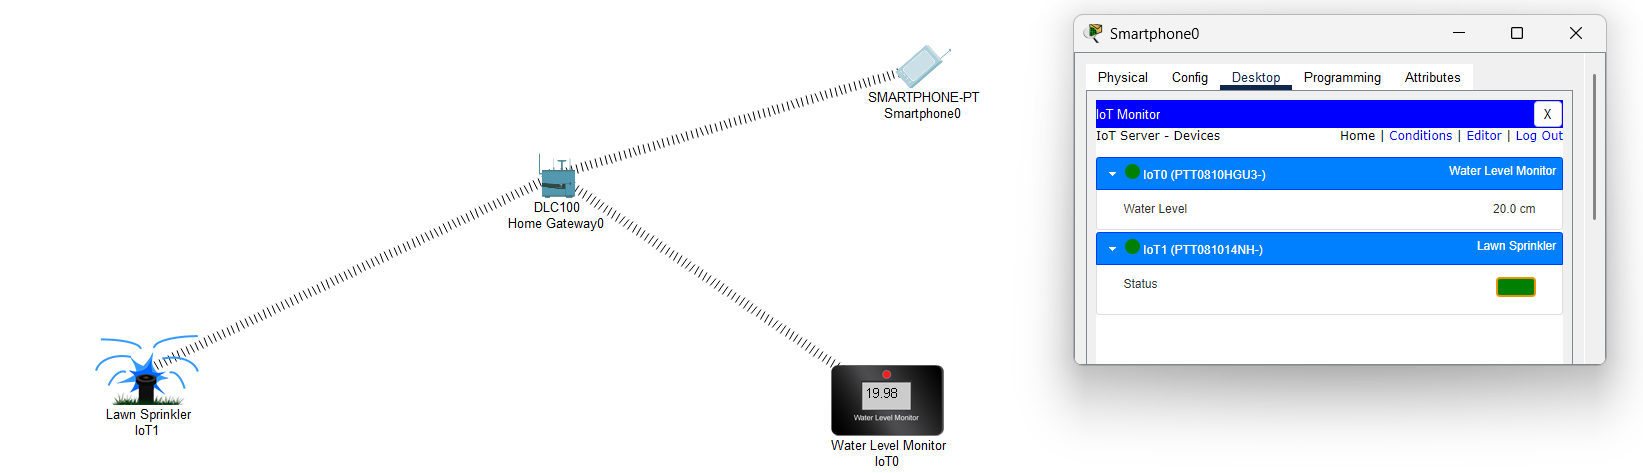 SMARTPHONE-PT
Smartphone0
DLC100
Home Gateway0
Lawn Sprinkler
IoT1
19.98
Water Level Monitor
Water Level Monitor
IoT0
Smartphone0
Physical Config Desktop Programming Attributes
IoT Monitor X
IoT Server - Devices Home | Conditions | Editor | Log Out
IoT0 (PTT0810HGU3-) Water Level Monitor
Water Level 20.0 cm
IoT1 (PTT081014NH-) Lawn Sprinkler
Status